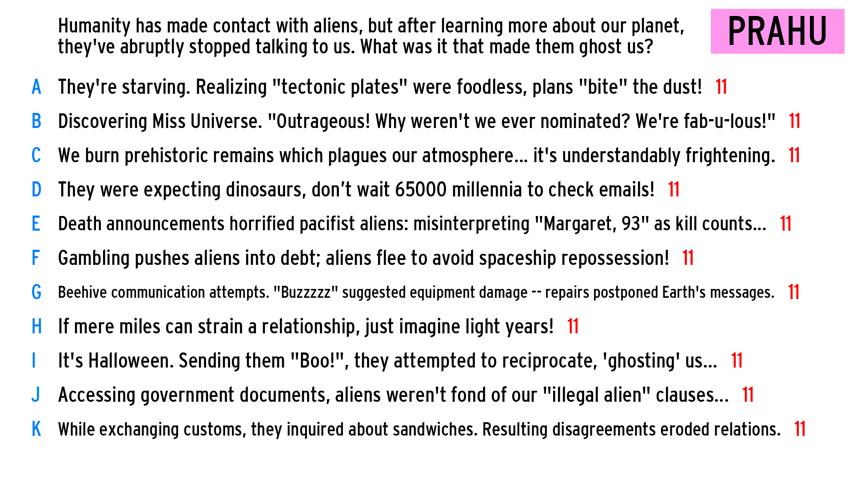 Humanity has made contact with aliens, but after learning more about our planet,
they've abruptly stopped talking to us. What was it that made them ghost us?
PRAHU
A They're starving. Realizing "tectonic plates" were foodless, plans "bite" the dust! 11
B Discovering Miss Universe. "Outrageous! Why weren't we ever nominated? We're fab-u-lous!" 11
C We burn prehistoric remains which plagues our atmosphere... it's understandably frightening. 11
D They were expecting dinosaurs, don’t wait 65000 millennia to check emails! 11
E Death announcements horrified pacifist aliens: misinterpreting "Margaret, 93" as kill counts... 11
F Gambling pushes aliens into debt; aliens flee to avoid spaceship repossession! 11
G Beehive communication attempts. "Buzzzzz" suggested equipment damage -- repairs postponed Earth's messages. 11
H If mere miles can strain a relationship, just imagine light years! 11
I It's Halloween. Sending them "Boo!", they attempted to reciprocate, 'ghosting' us... 11
J Accessing government documents, aliens weren't fond of our "illegal alien" clauses... 11
K While exchanging customs, they inquired about sandwiches. Resulting disagreements eroded relations. 11